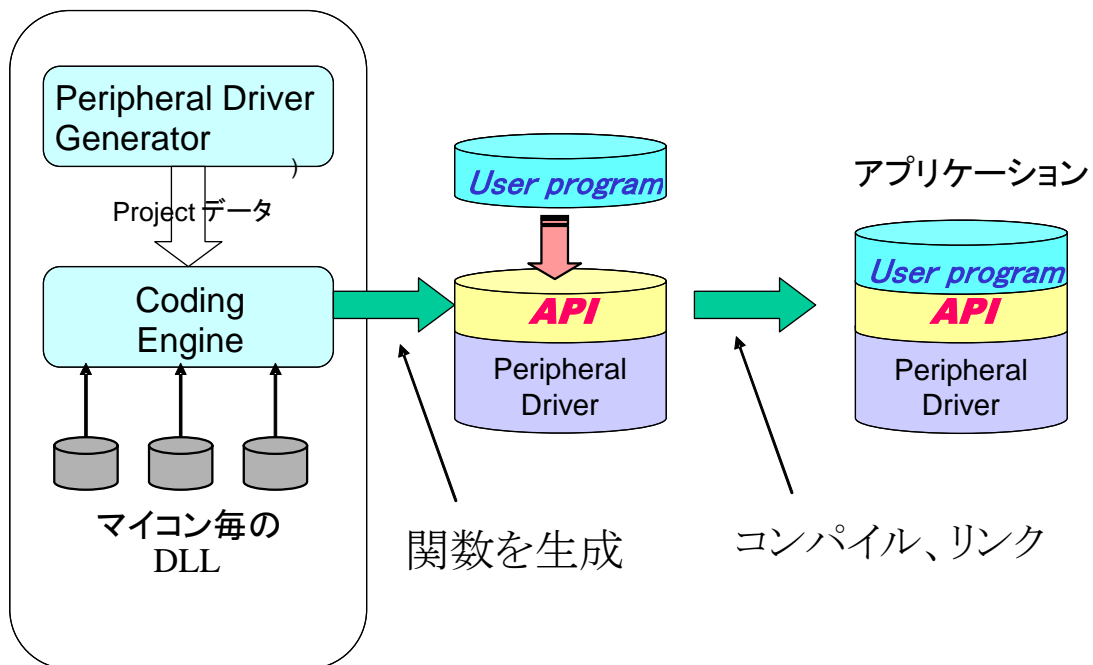 Peripheral Driver
Generator
)
Project データ
Coding
Engine
マイコン毎の
DLL
User program
API
Peripheral
Driver
関数を生成
コンパイル、リンク
アプリケーション
User program
API
Peripheral
Driver